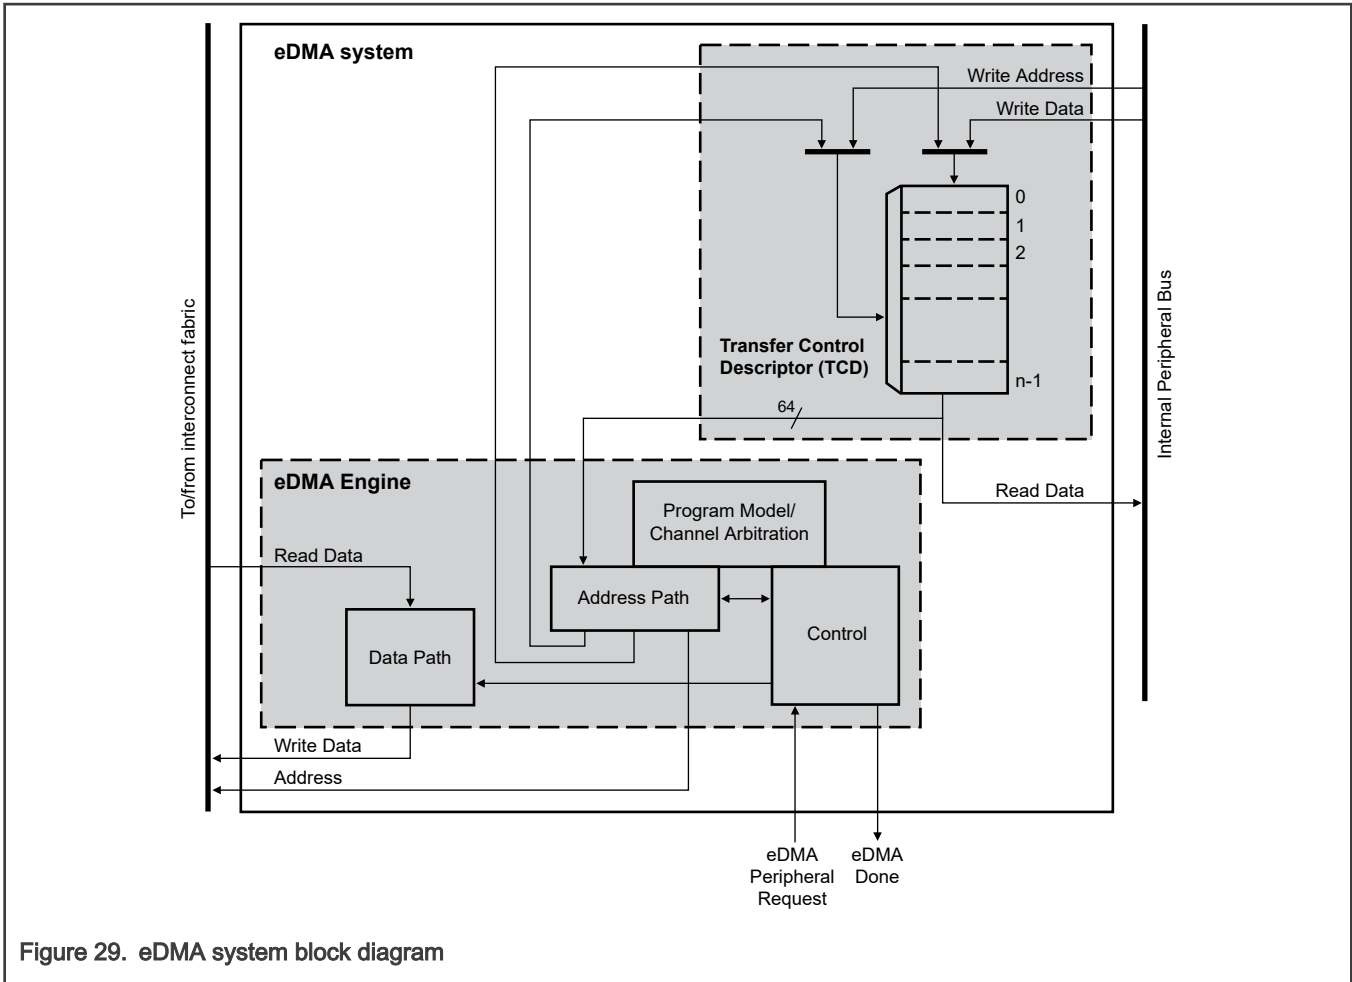 eDMA system
Write Address
Write Data
0
1
2
Transfer Control
Descriptor (TCD)
n-1
64
Internal Peripheral Bus
To/from interconnect fabric
eDMA Engine
Read Data
Program Model/
Channel Arbitration
Read Data
Address Path
Control
Data Path
Write Data
Address
eDMA
Peripheral
Request
eDMA
Done
Figure 29. eDMA system block diagram